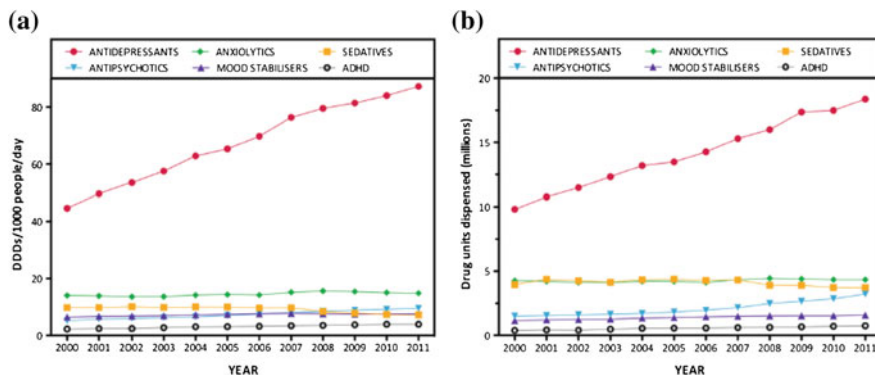 (a)
ANTIDEPRESSANTS ANXIOLYTICS SEDATIVES
ANTIPSYCHOTICS MOOD STABILISERS ADHD
80
60
40
20
0
DDDs/1000 people/day
2000 2001 2002 2003 2004 2005 2006 2007 2008 2009 2010 2011
YEAR
(b)
ANTIDEPRESSANTS ANXIOLYTICS SEDATIVES
ANTIPSYCHOTICS MOOD STABILISERS ADHD
20
15
10
5
0
Drug units dispensed (millions)
2000 2001 2002 2003 2004 2005 2006 2007 2008 2009 2010 2011
YEAR